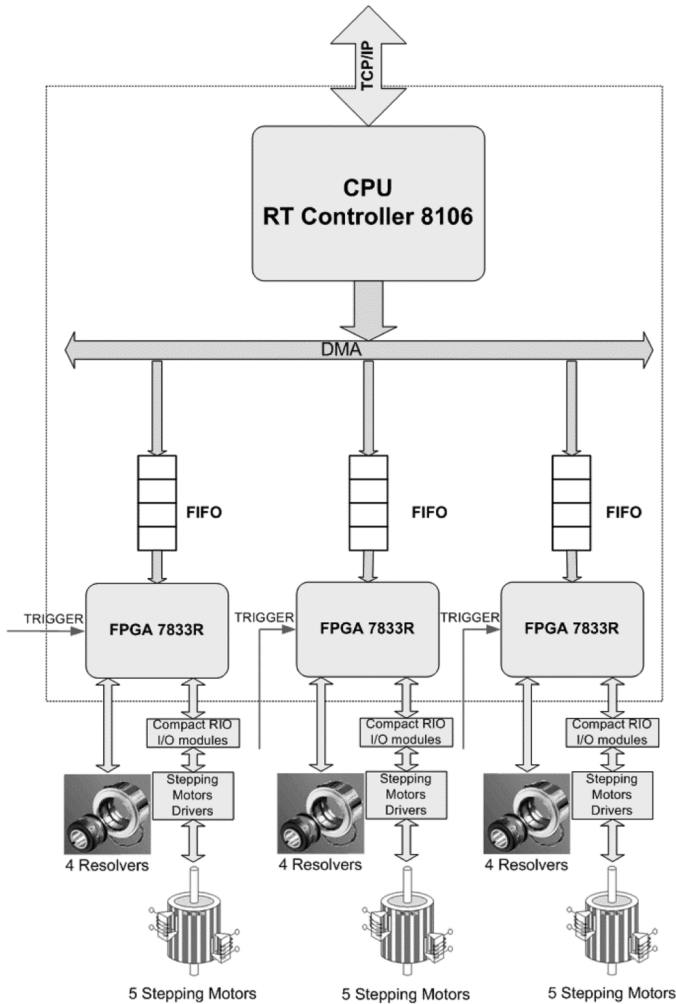 TCP/IP
CPU
RT Controller 8106
DMA
FIFO
FIFO
FIFO
TRIGGER
FPGA 7833R
TRIGGER
FPGA 7833R
TRIGGER
FPGA 7833R
Compact RIO
I/O modules
Compact RIO
I/O modules
Compact RIO
I/O modules
Stepping
Motors
Drivers
Stepping
Motors
Drivers
Stepping
Motors
Drivers
4 Resolvers
4 Resolvers
4 Resolvers
5 Stepping Motors
5 Stepping Motors
5 Stepping Motors